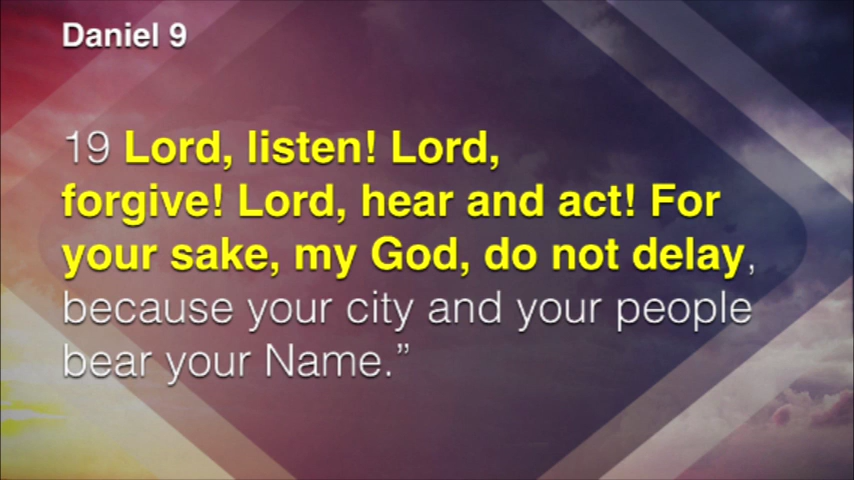 Daniel 9
19 Lord, listen! Lord,
forgive! Lord, hear and act! For
your sake, my God, do not delay,
because your city and your people
bear your Name.”